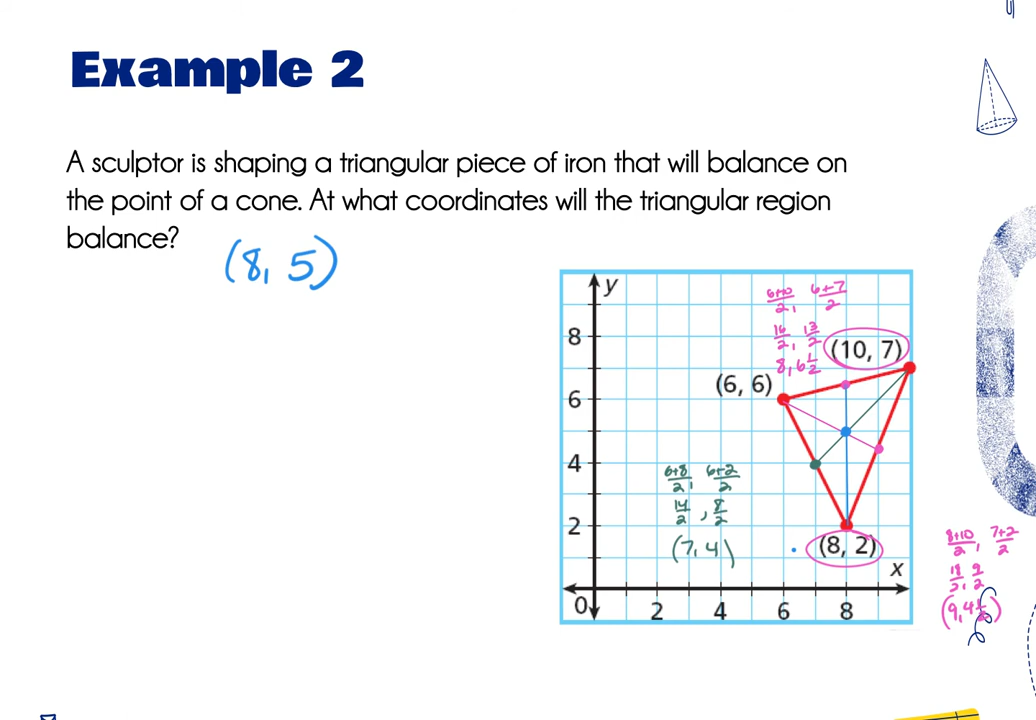 Example 2
A sculptor is shaping a triangular piece of iron that will balance on
the point of a cone. At what coordinates will the triangular region
balance?
(8, 5)
y
6+10/2, 6+7/2
16/2, 13/2
8, 6 1/2
8
(10, 7)
(6, 6)
6
4
6+8/2, 6+2/2
14/2, 8/2
(7, 4)
2
(8, 2)
x
0
2 4 6 8
8+10/2, 7+2/2
18/2, 9/2
(9, 4 1/2)